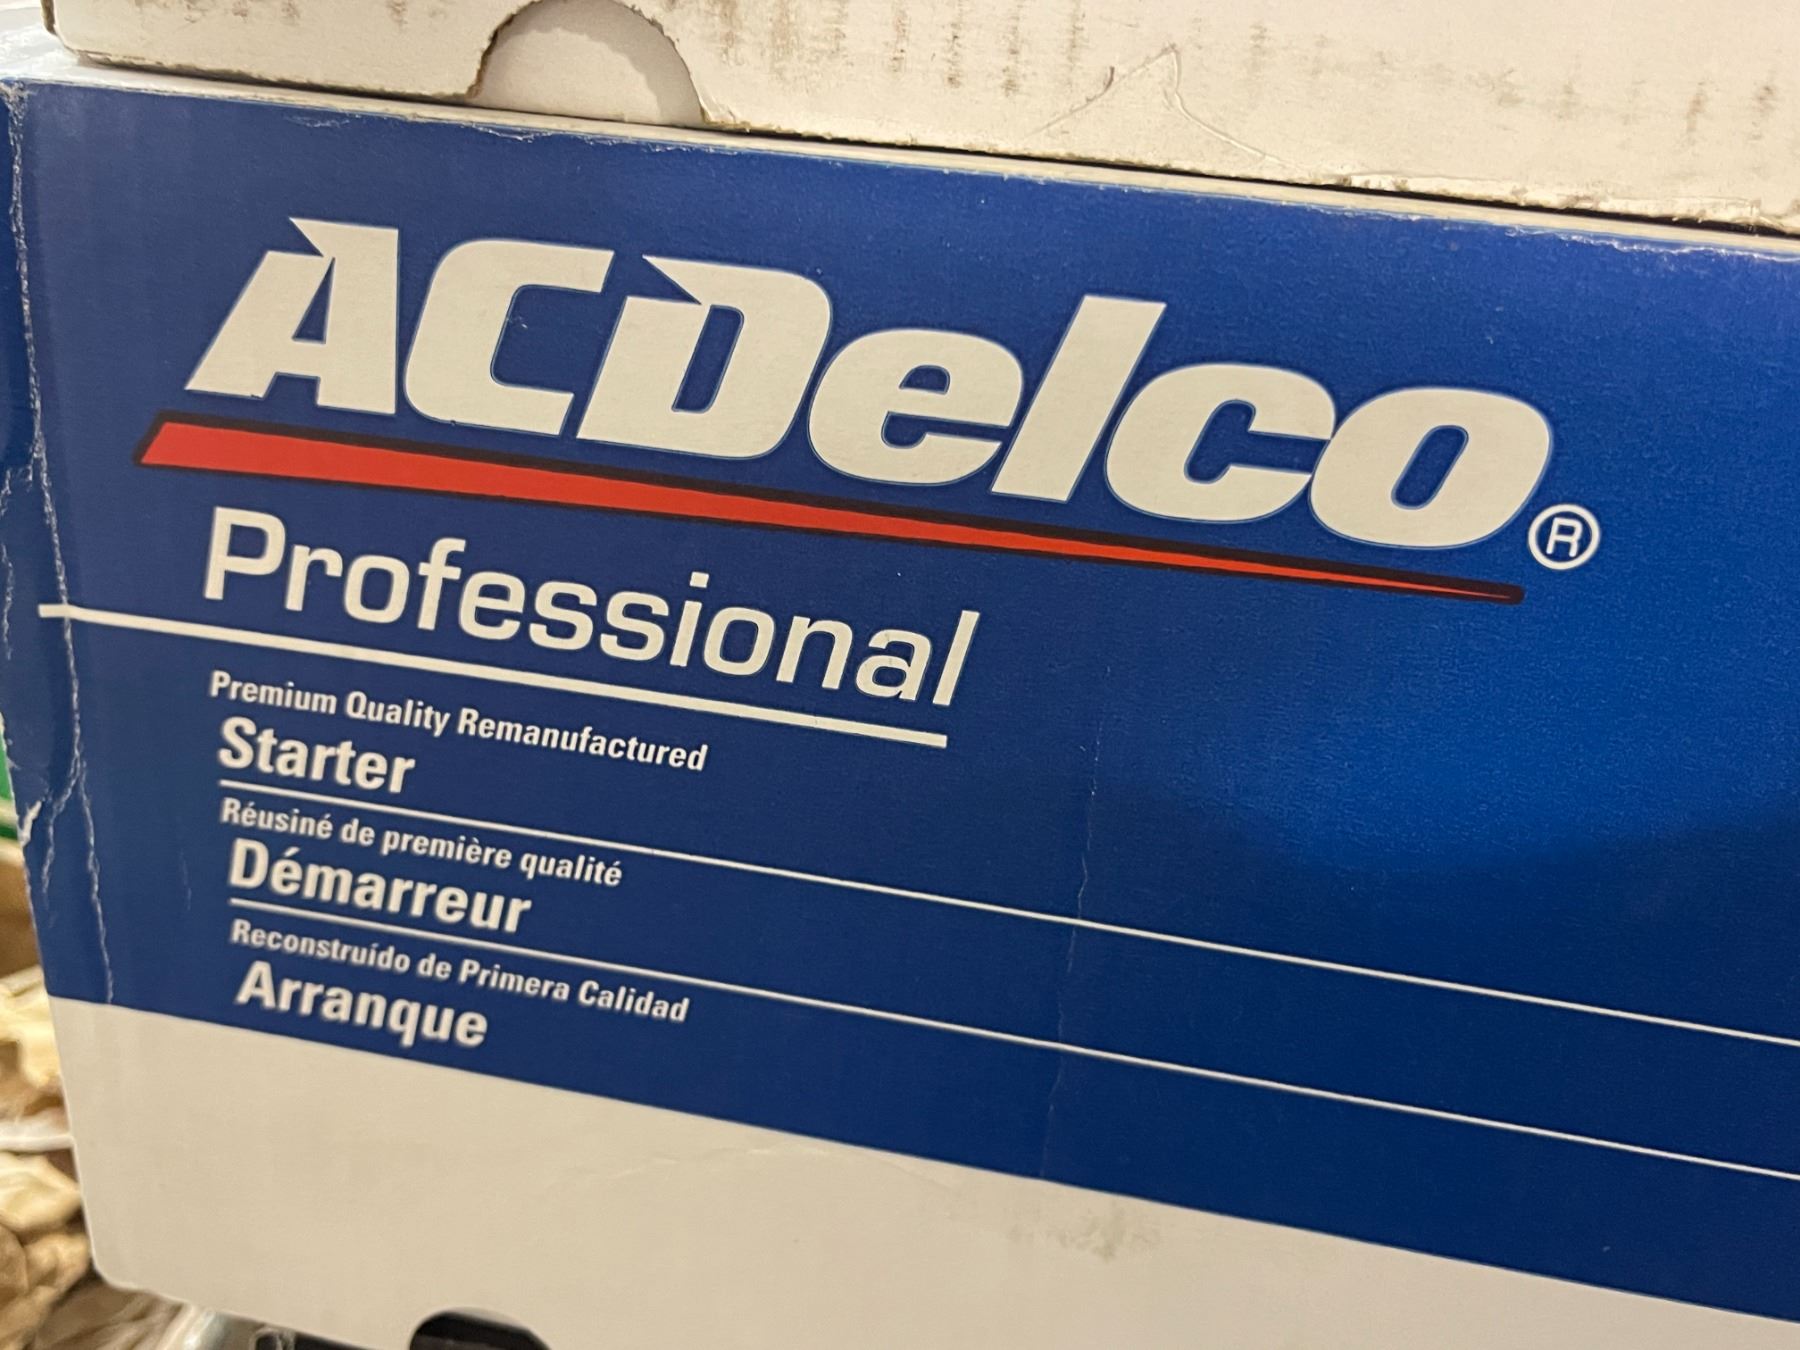 ACDelco®
Professional
Premium Quality Remanufactured
Starter
Réusiné de première qualité
Démarreur
Reconstruído de Primera Calidad
Arranque